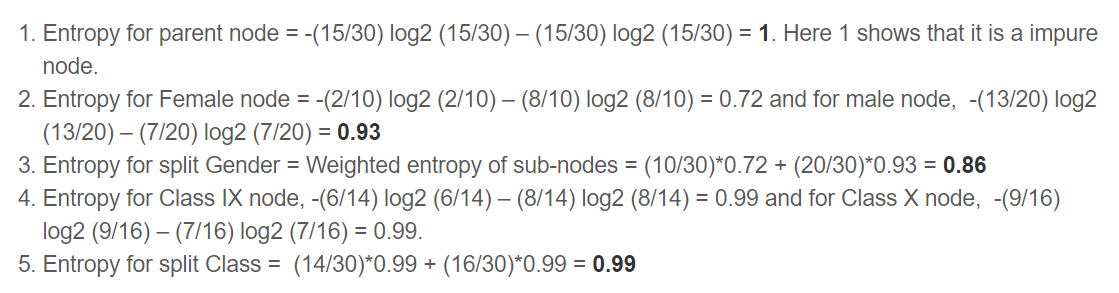 1. Entropy for parent node = -(15/30) log2 (15/30) – (15/30) log2 (15/30) = 1. Here 1 shows that it is a impure
node.
2. Entropy for Female node = -(2/10) log2 (2/10) – (8/10) log2 (8/10) = 0.72 and for male node,  -(13/20) log2
(13/20) – (7/20) log2 (7/20) = 0.93
3. Entropy for split Gender = Weighted entropy of sub-nodes = (10/30)*0.72 + (20/30)*0.93 = 0.86
4. Entropy for Class IX node, -(6/14) log2 (6/14) – (8/14) log2 (8/14) = 0.99 and for Class X node,  -(9/16)
log2 (9/16) – (7/16) log2 (7/16) = 0.99.
5. Entropy for split Class =  (14/30)*0.99 + (16/30)*0.99 = 0.99